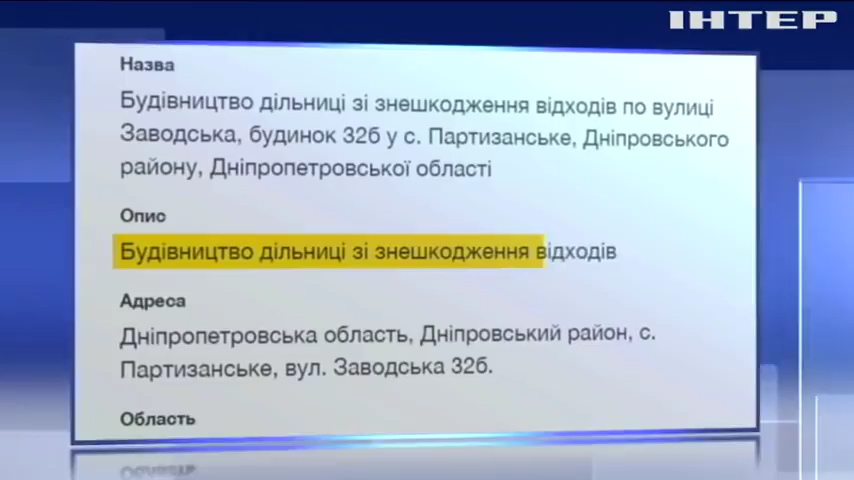 ІНТЕР
Назва
Будівництво дільниці зі знешкодження відходів по вулиці
Заводська, будинок 32б у с. Партизанське, Дніпровського
району, Дніпропетровської області
Опис
Будівництво дільниці зі знешкодження відходів
Адреса
Дніпропетровська область, Дніпровський район, с.
Партизанське, вул. Заводська 32б.
Область